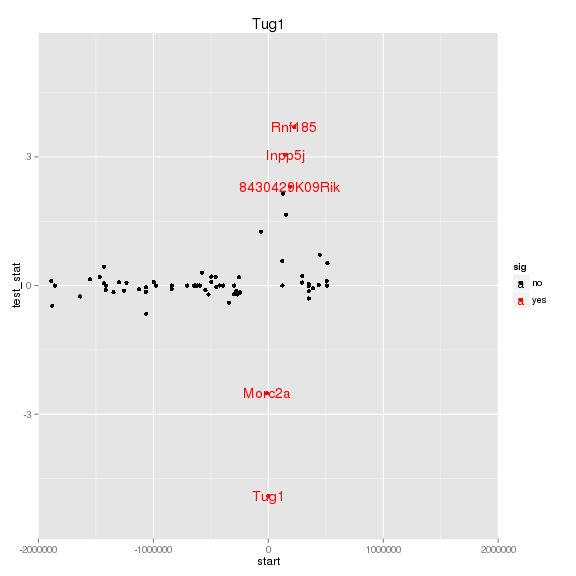 Tug1
Rnf185
Inpp5j
8430429K09Rik
Morc2a
Tug1
3
0
-3
test_stat
-2000000
-1000000
0
1000000
2000000
start
sig
a no
a yes